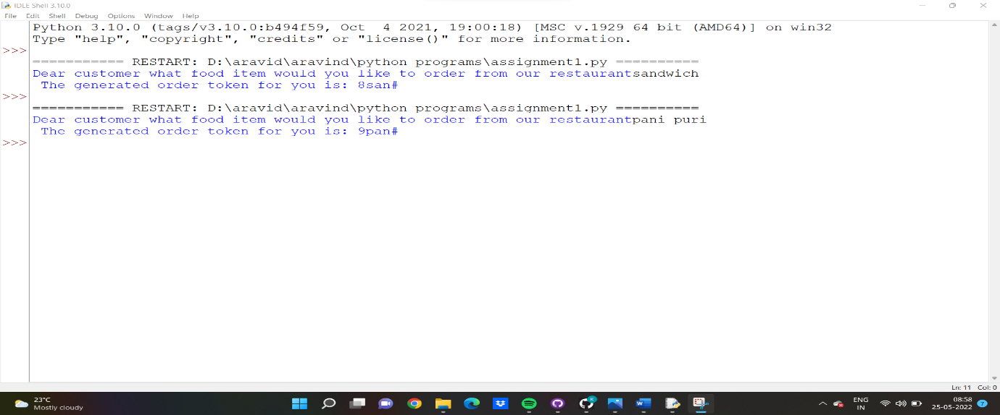 IDLE Shell 3.10.0
File Edit Shell Debug Options Window Help
Python 3.10.0 (tags/v3.10.0:b494f59, Oct  4 2021, 19:00:18) [MSC v.1929 64 bit (AMD64)] on win32
Type "help", "copyright", "credits" or "license()" for more information.
>>>
=========== RESTART: D:\aravid\aravind\python programs\assignment1.py ==========
Dear customer what food item would you like to order from our restaurantsandwich
 The generated order token for you is: 8san#
>>>
=========== RESTART: D:\aravid\aravind\python programs\assignment1.py ==========
Dear customer what food item would you like to order from our restaurantpani puri
 The generated order token for you is: 9pan#
>>>
Ln: 11 Col: 0
23°C
Mostly cloudy
K
W
ENG
IN
08:58
25-05-2022
7